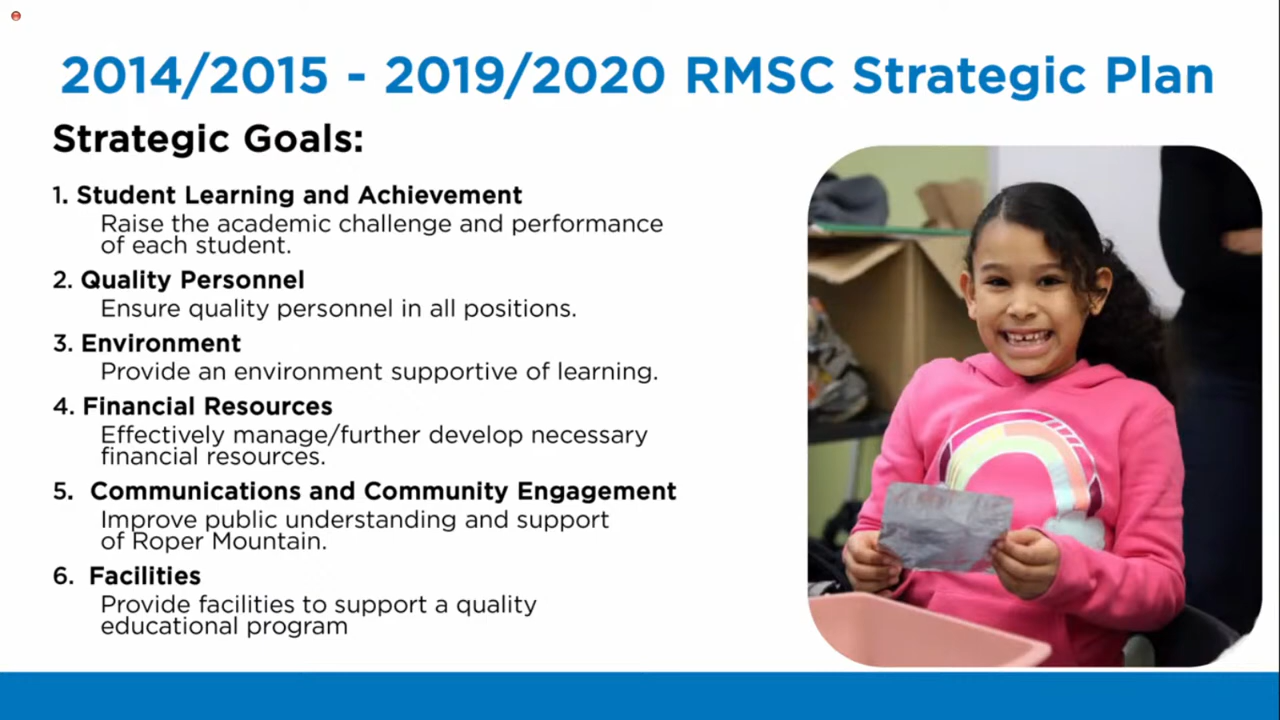 2014/2015 - 2019/2020 RMSC Strategic Plan
Strategic Goals:
1. Student Learning and Achievement
Raise the academic challenge and performance
of each student.
2. Quality Personnel
Ensure quality personnel in all positions.
3. Environment
Provide an environment supportive of learning.
4. Financial Resources
Effectively manage/further develop necessary
financial resources.
5. Communications and Community Engagement
Improve public understanding and support
of Roper Mountain.
6. Facilities
Provide facilities to support a quality
educational program